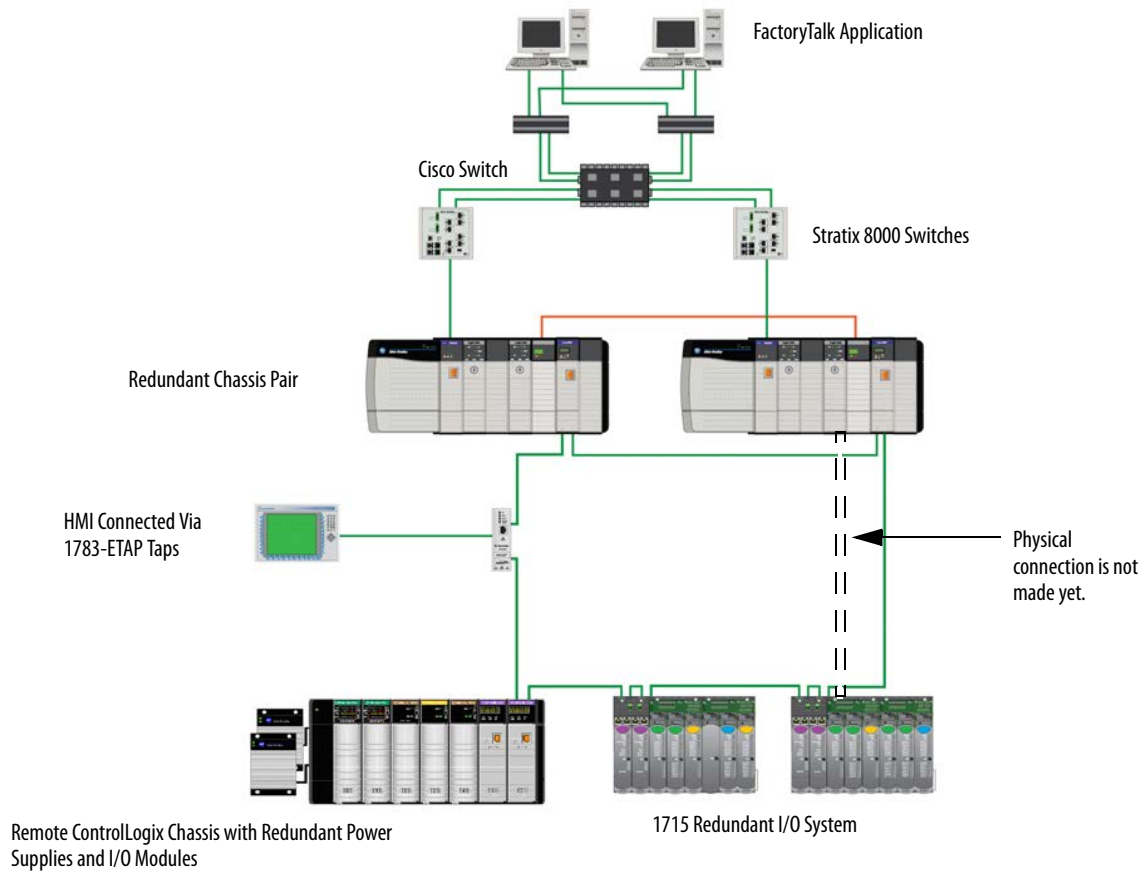 FactoryTalk Application
Cisco Switch
Stratix 8000 Switches
Redundant Chassis Pair
HMI Connected Via
1783-ETAP Taps
Physical
connection is not
made yet.
1715 Redundant I/O System
Remote ControlLogix Chassis with Redundant Power
Supplies and I/O Modules